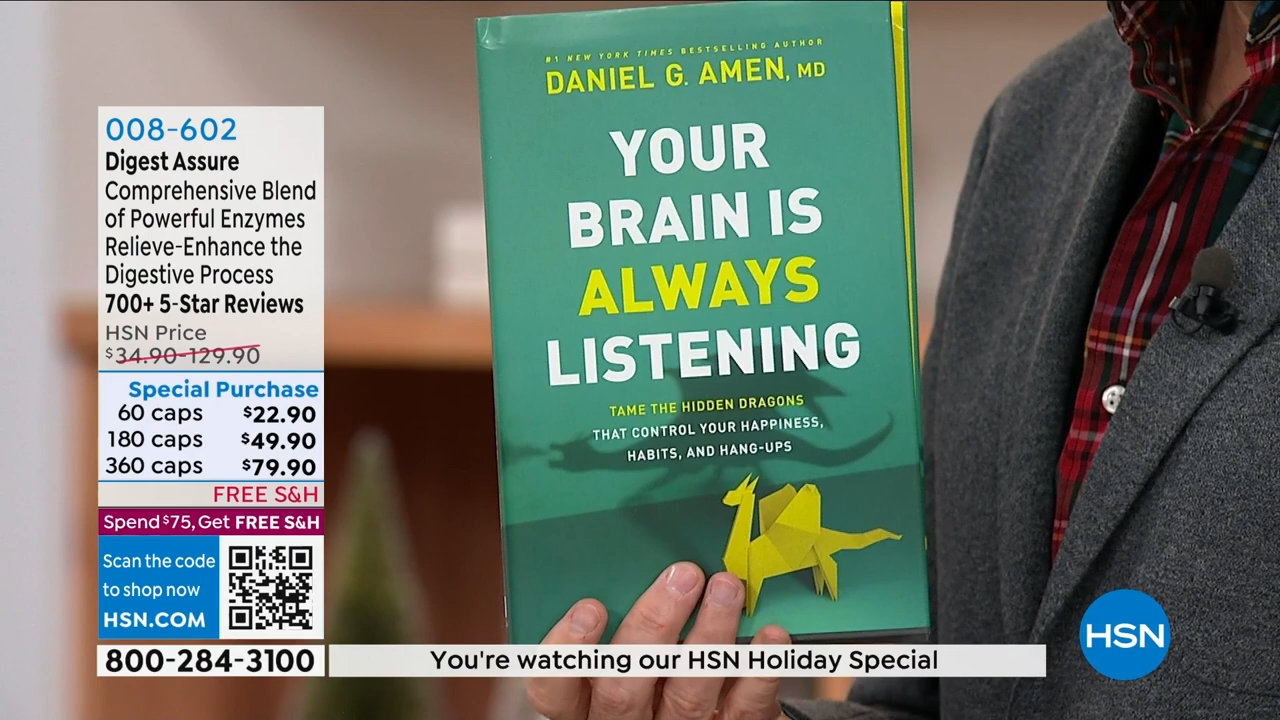 008-602
Digest Assure
Comprehensive Blend
of Powerful Enzymes
Relieve-Enhance the
Digestive Process
700+ 5-Star Reviews
HSN Price
$34.90-129.90
Special Purchase
60 caps $22.90
180 caps $49.90
360 caps $79.90
FREE S&H
Spend $75, Get FREE S&H
Scan the code
to shop now
HSN.COM
800-284-3100
You're watching our HSN Holiday Special
#1 NEW YORK TIMES BESTSELLING AUTHOR
DANIEL G. AMEN, MD
YOUR
BRAIN IS
ALWAYS
LISTENING
TAME THE HIDDEN DRAGONS
THAT CONTROL YOUR HAPPINESS,
HABITS, AND HANG-UPS
HSN